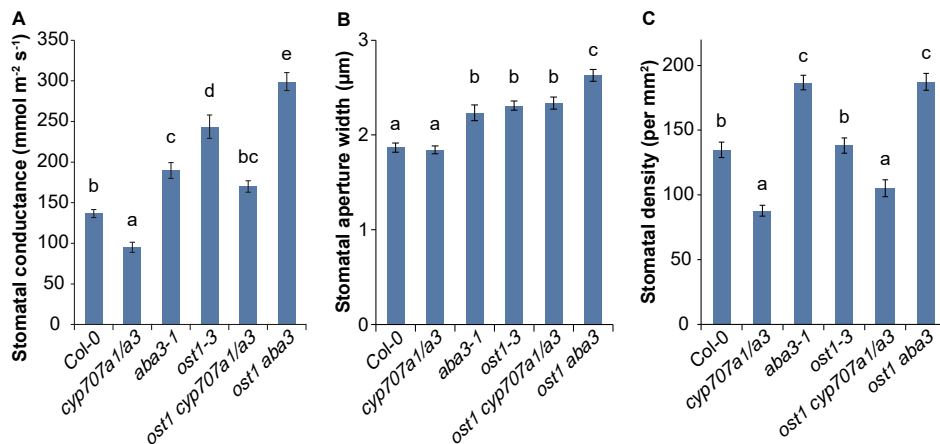 A
Stomatal conductance (mmol m⁻² s⁻¹)
350
300
250
200
150
100
50
0
b
a
c
d
bc
e
Col-0
cyp707a1/a3
aba3-1
ost1-3
ost1 cyp707a1/a3
ost1 aba3
B
Stomatal aperture width (µm)
3
2
1
0
a
a
b
b
b
c
Col-0
cyp707a1/a3
aba3-1
ost1-3
ost1 cyp707a1/a3
ost1 aba3
C
Stomatal density (per mm²)
200
150
100
50
0
b
a
c
b
a
c
Col-0
cyp707a1/a3
aba3-1
ost1-3
ost1 cyp707a1/a3
ost1 aba3